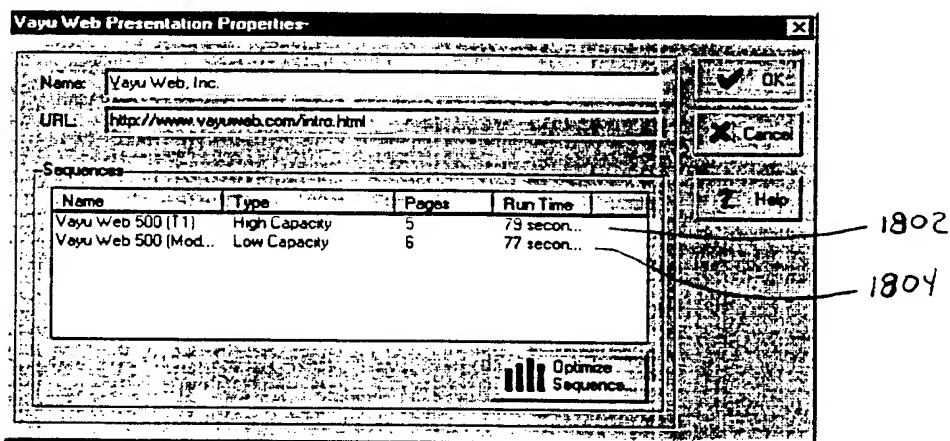 Vayu Web Presentation Properties-
Name: Vayu Web, Inc.
OK
URL: http://www.vayuweb.com/intro.html
Cancel
Sequences
Help
Name Type Pages Run Time
Vayu Web 500 (T1) High Capacity 5 79 secon...
Vayu Web 500 (Mod... Low Capacity 6 77 secon...
1802
1804
Optimize
Sequence...